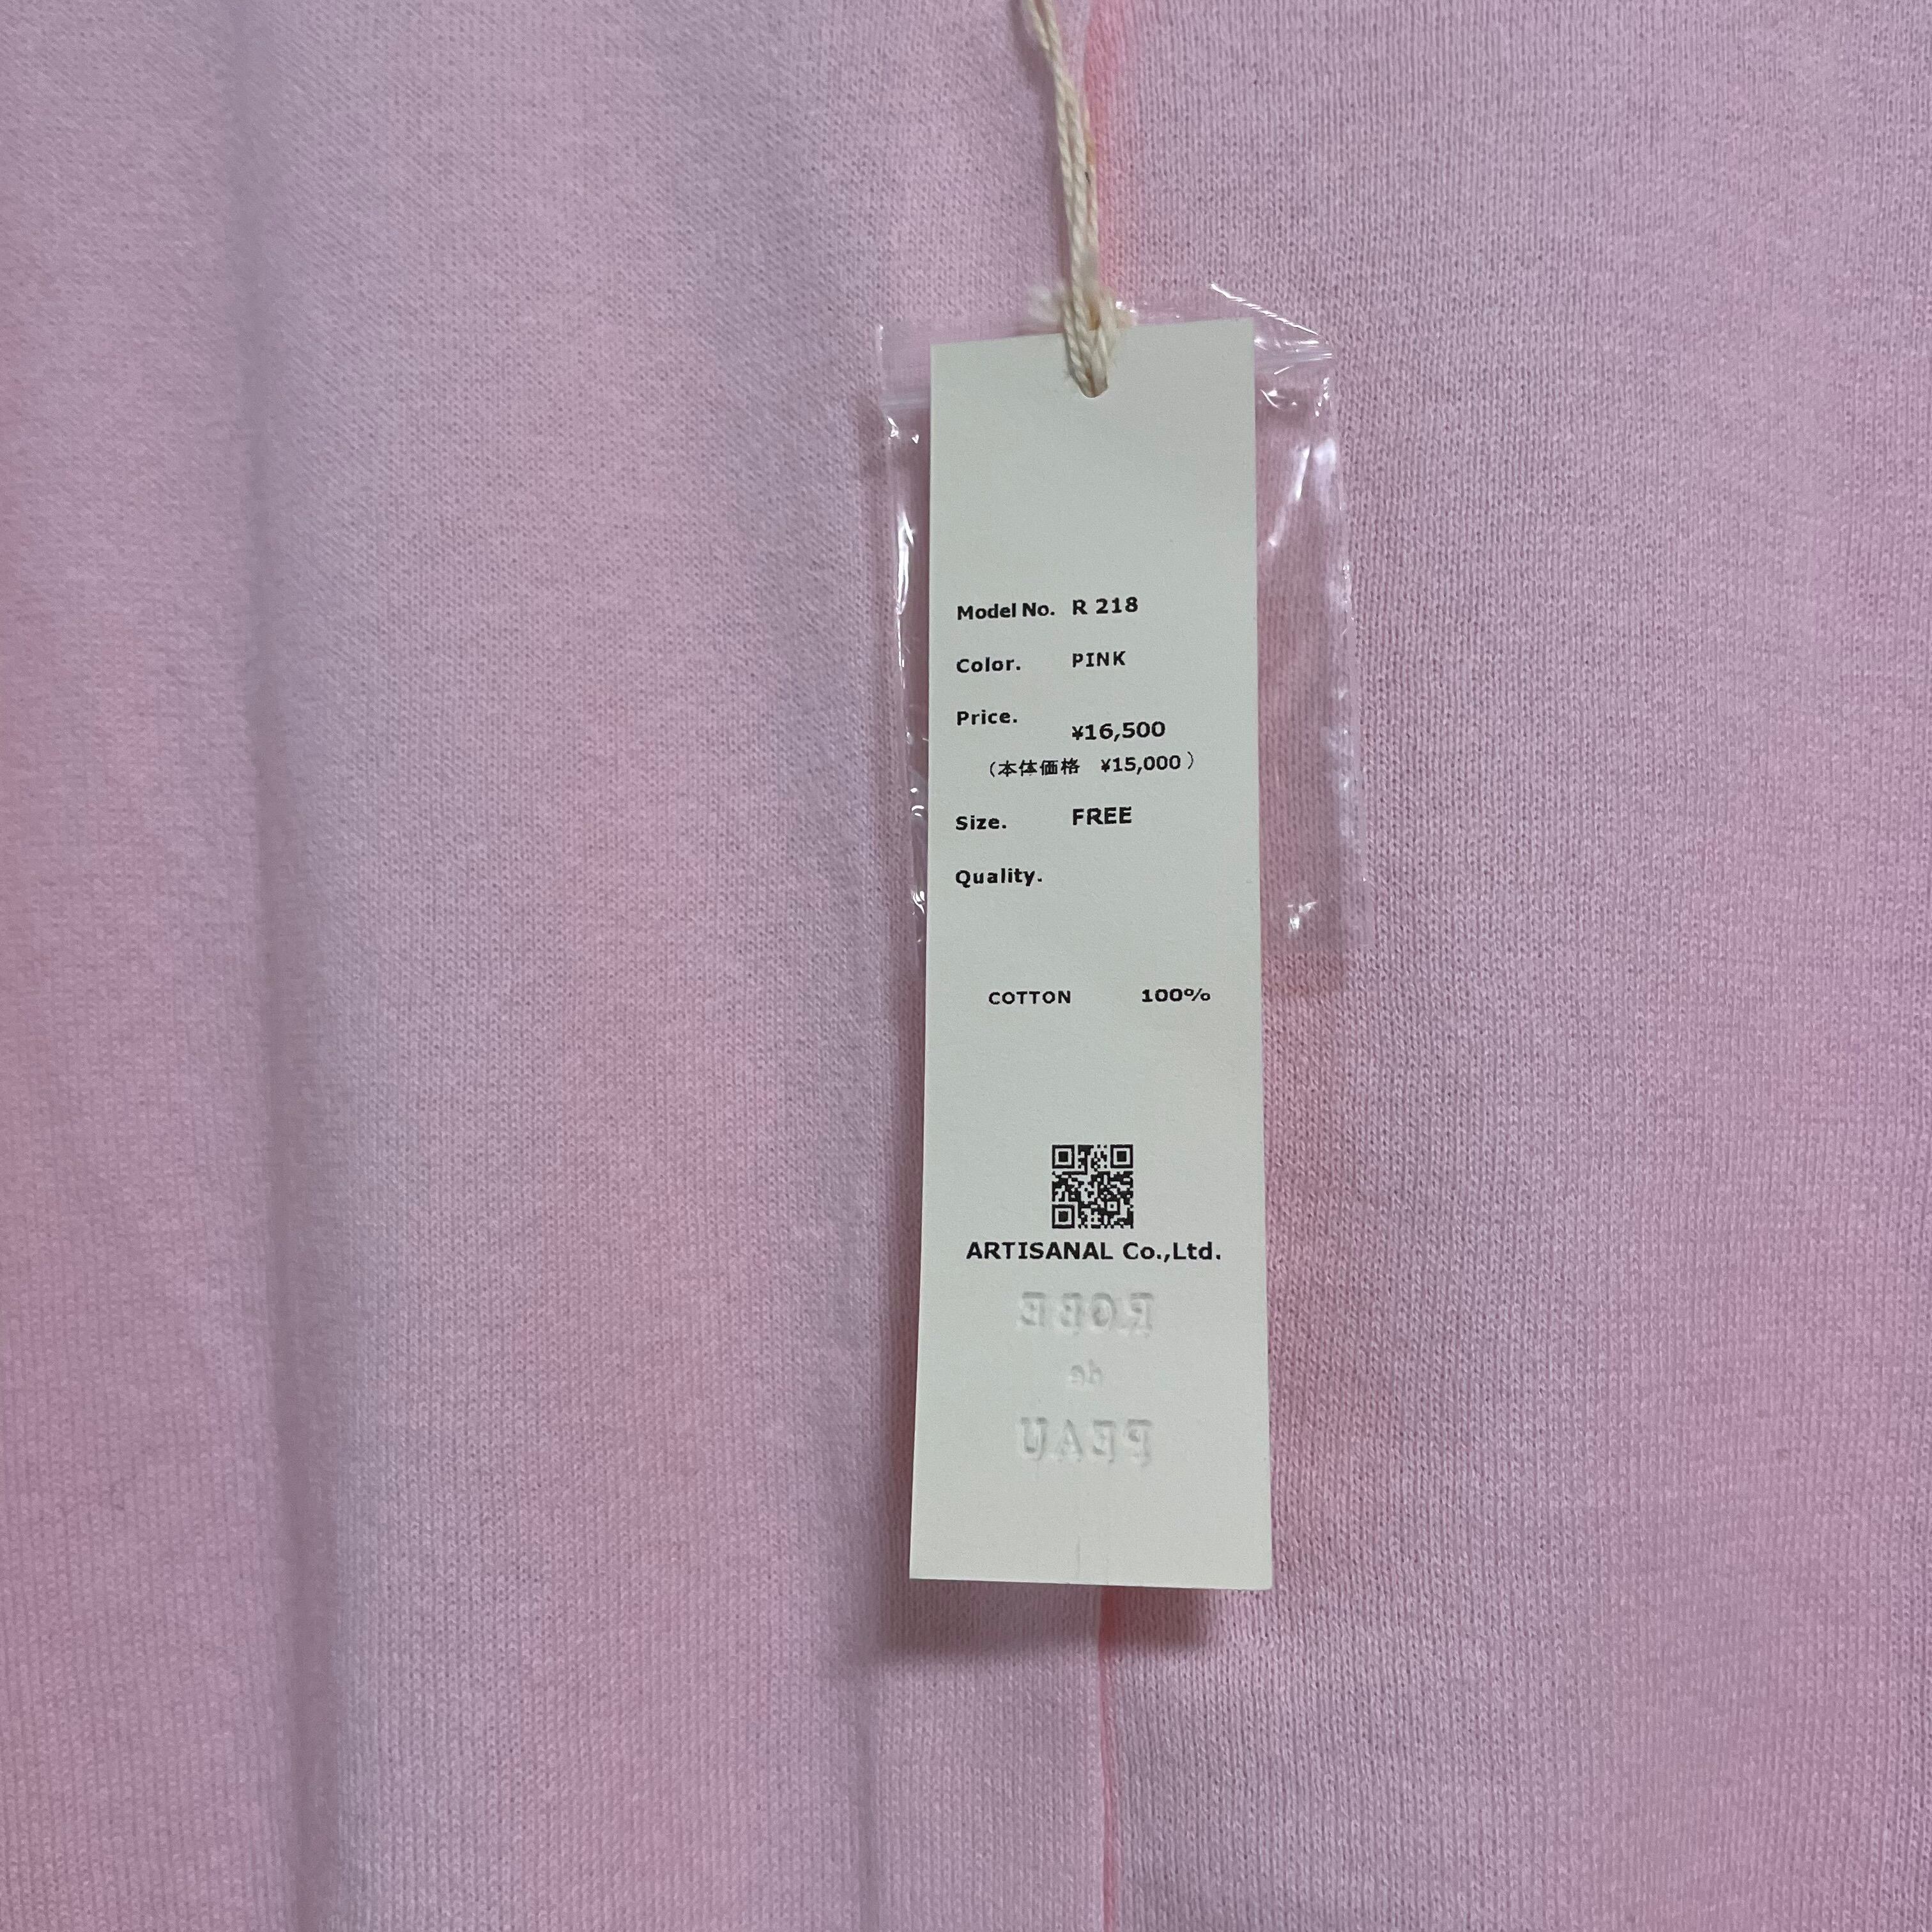 Model No. R 218
Color. PINK
Price. ¥16,500
(本体価格 ¥15,000)
Size. FREE
Quality.
COTTON 100%
ARTISANAL Co.,Ltd.
ROBE
de
PEAU